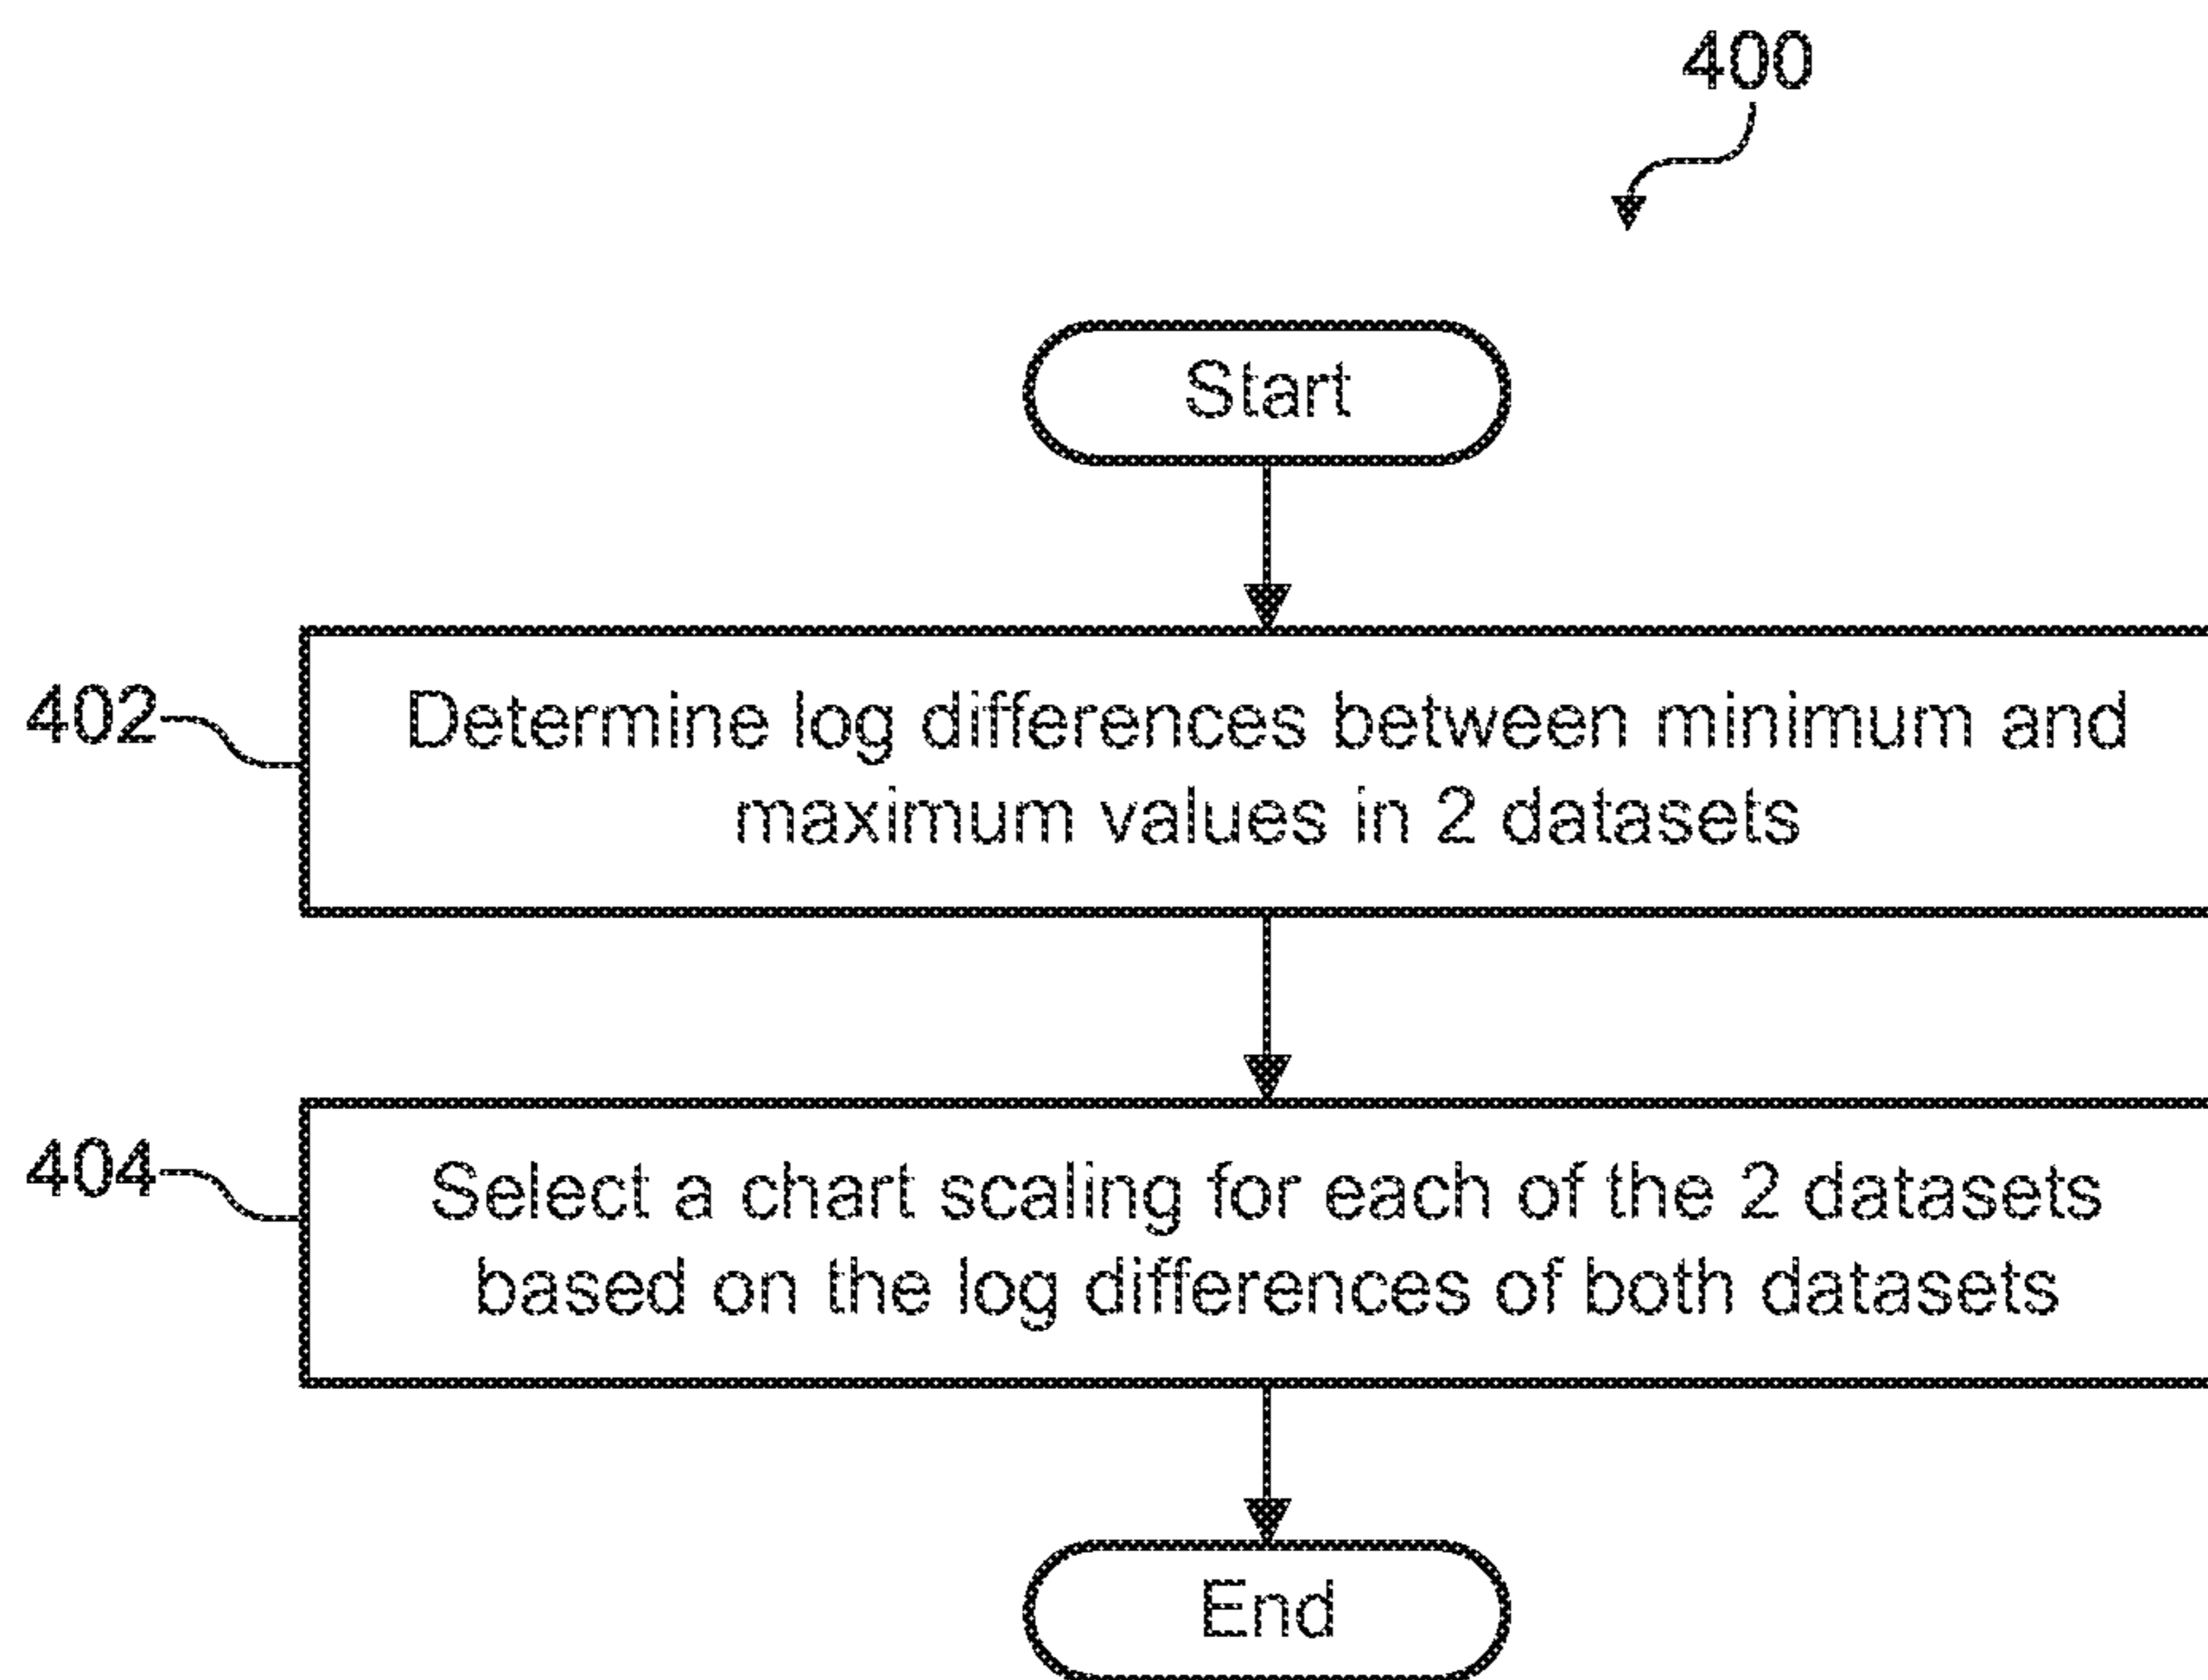 400
Start
402
Determine log differences between minimum and
maximum values in 2 datasets
404
Select a chart scaling for each of the 2 datasets
based on the log differences of both datasets
End